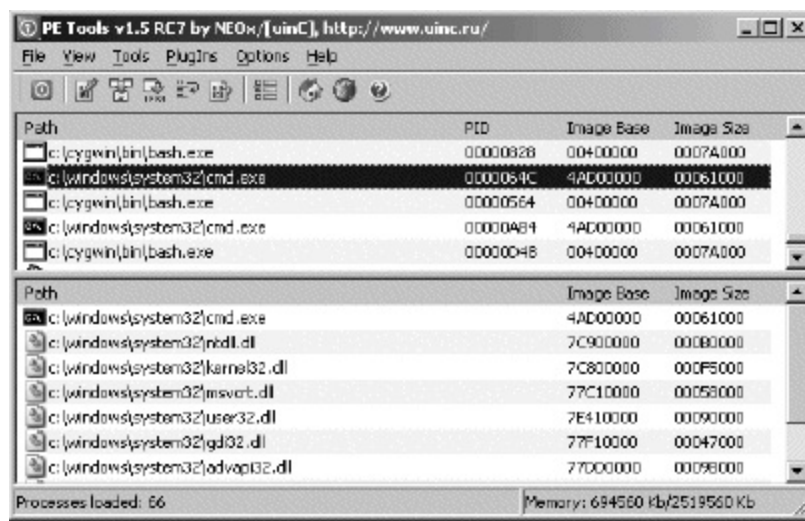 PE Tools v1.5 RC7 by NEOx/[uinC], http://www.uinc.ru/
File View Tools PlugIns Options Help
Path PID Image Base Image Size
c:\cygwin\bin\bash.exe 00000828 00400000 0007A000
c:\windows\system32\cmd.exe 0000064C 4AD00000 00061000
c:\cygwin\bin\bash.exe 00000564 00400000 0007A000
c:\windows\system32\cmd.exe 00000AB4 4AD00000 00061000
c:\cygwin\bin\bash.exe 00000D48 00400000 0007A000
Path Image Base Image Size
c:\windows\system32\cmd.exe 4AD00000 00061000
c:\windows\system32\ntdll.dll 7C900000 000B0000
c:\windows\system32\kernel32.dll 7C800000 000F5000
c:\windows\system32\msvcrt.dll 77C10000 00058000
c:\windows\system32\user32.dll 7E410000 00090000
c:\windows\system32\gdi32.dll 77F10000 00047000
c:\windows\system32\advapi32.dll 77DD0000 0009B000
Processes loaded: 66 Memory: 694560 Kb/2519560 Kb